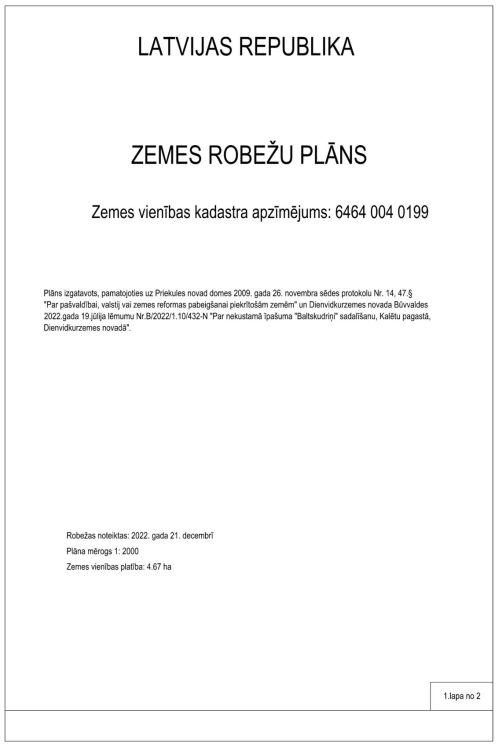 LATVIJAS REPUBLIKA
ZEMES ROBEŽU PLĀNS
Zemes vienības kadastra apzīmējums: 6464 004 0199
Plāns izgatavots, pamatojoties uz Priekules novad domes 2009. gada 26. novembra sēdes protokolu Nr. 14, 47.§
"Par pašvaldībai, valstij vai zemes reformas pabeigšanai piekrītošām zemēm" un Dienvidkurzemes novada Būvvaldes
2022.gada 19.jūlija lēmumu Nr.B/2022/1.10/432-N "Par nekustamā īpašuma "Baltskudriņi" sadalīšanu, Kalētu pagastā,
Dienvidkurzemes novadā".
Robežas noteiktas: 2022. gada 21. decembrī
Plāna mērogs 1: 2000
Zemes vienības platība: 4.67 ha
1.lapa no 2